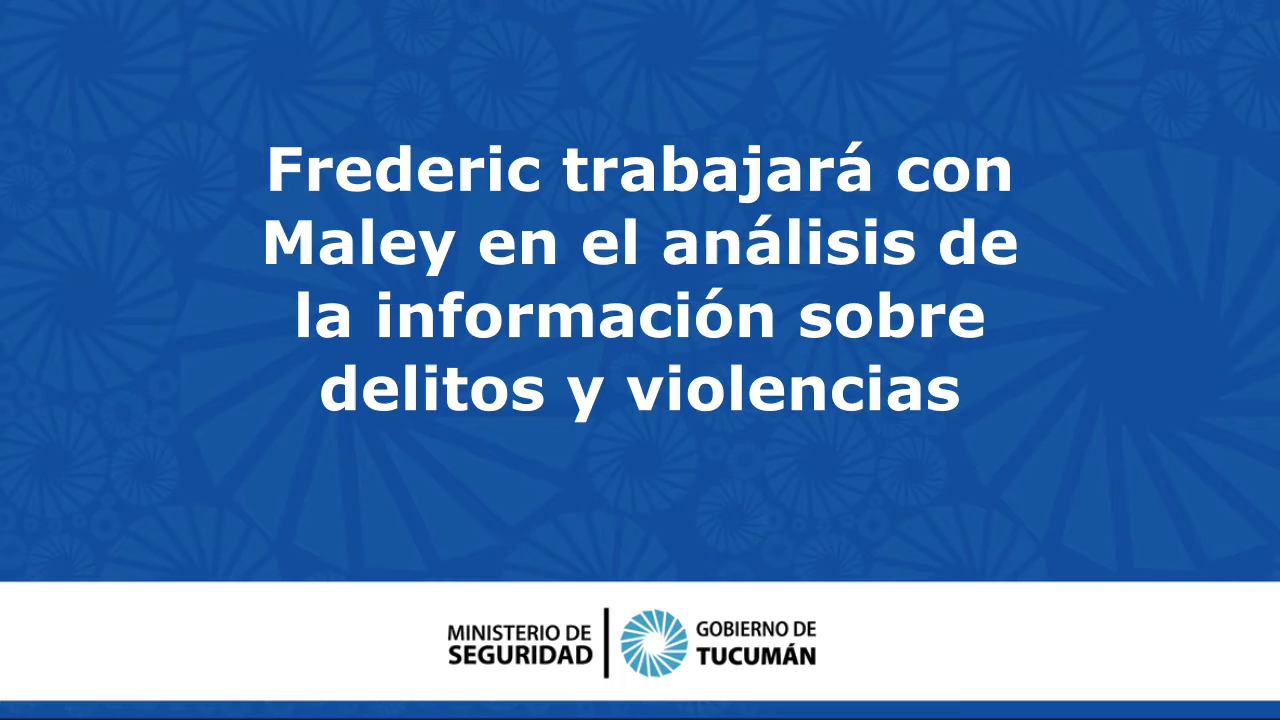 Frederic trabajará con
Maley en el análisis de
la información sobre
delitos y violencias
MINISTERIO DE
SEGURIDAD
GOBIERNO DE
TUCUMÁN